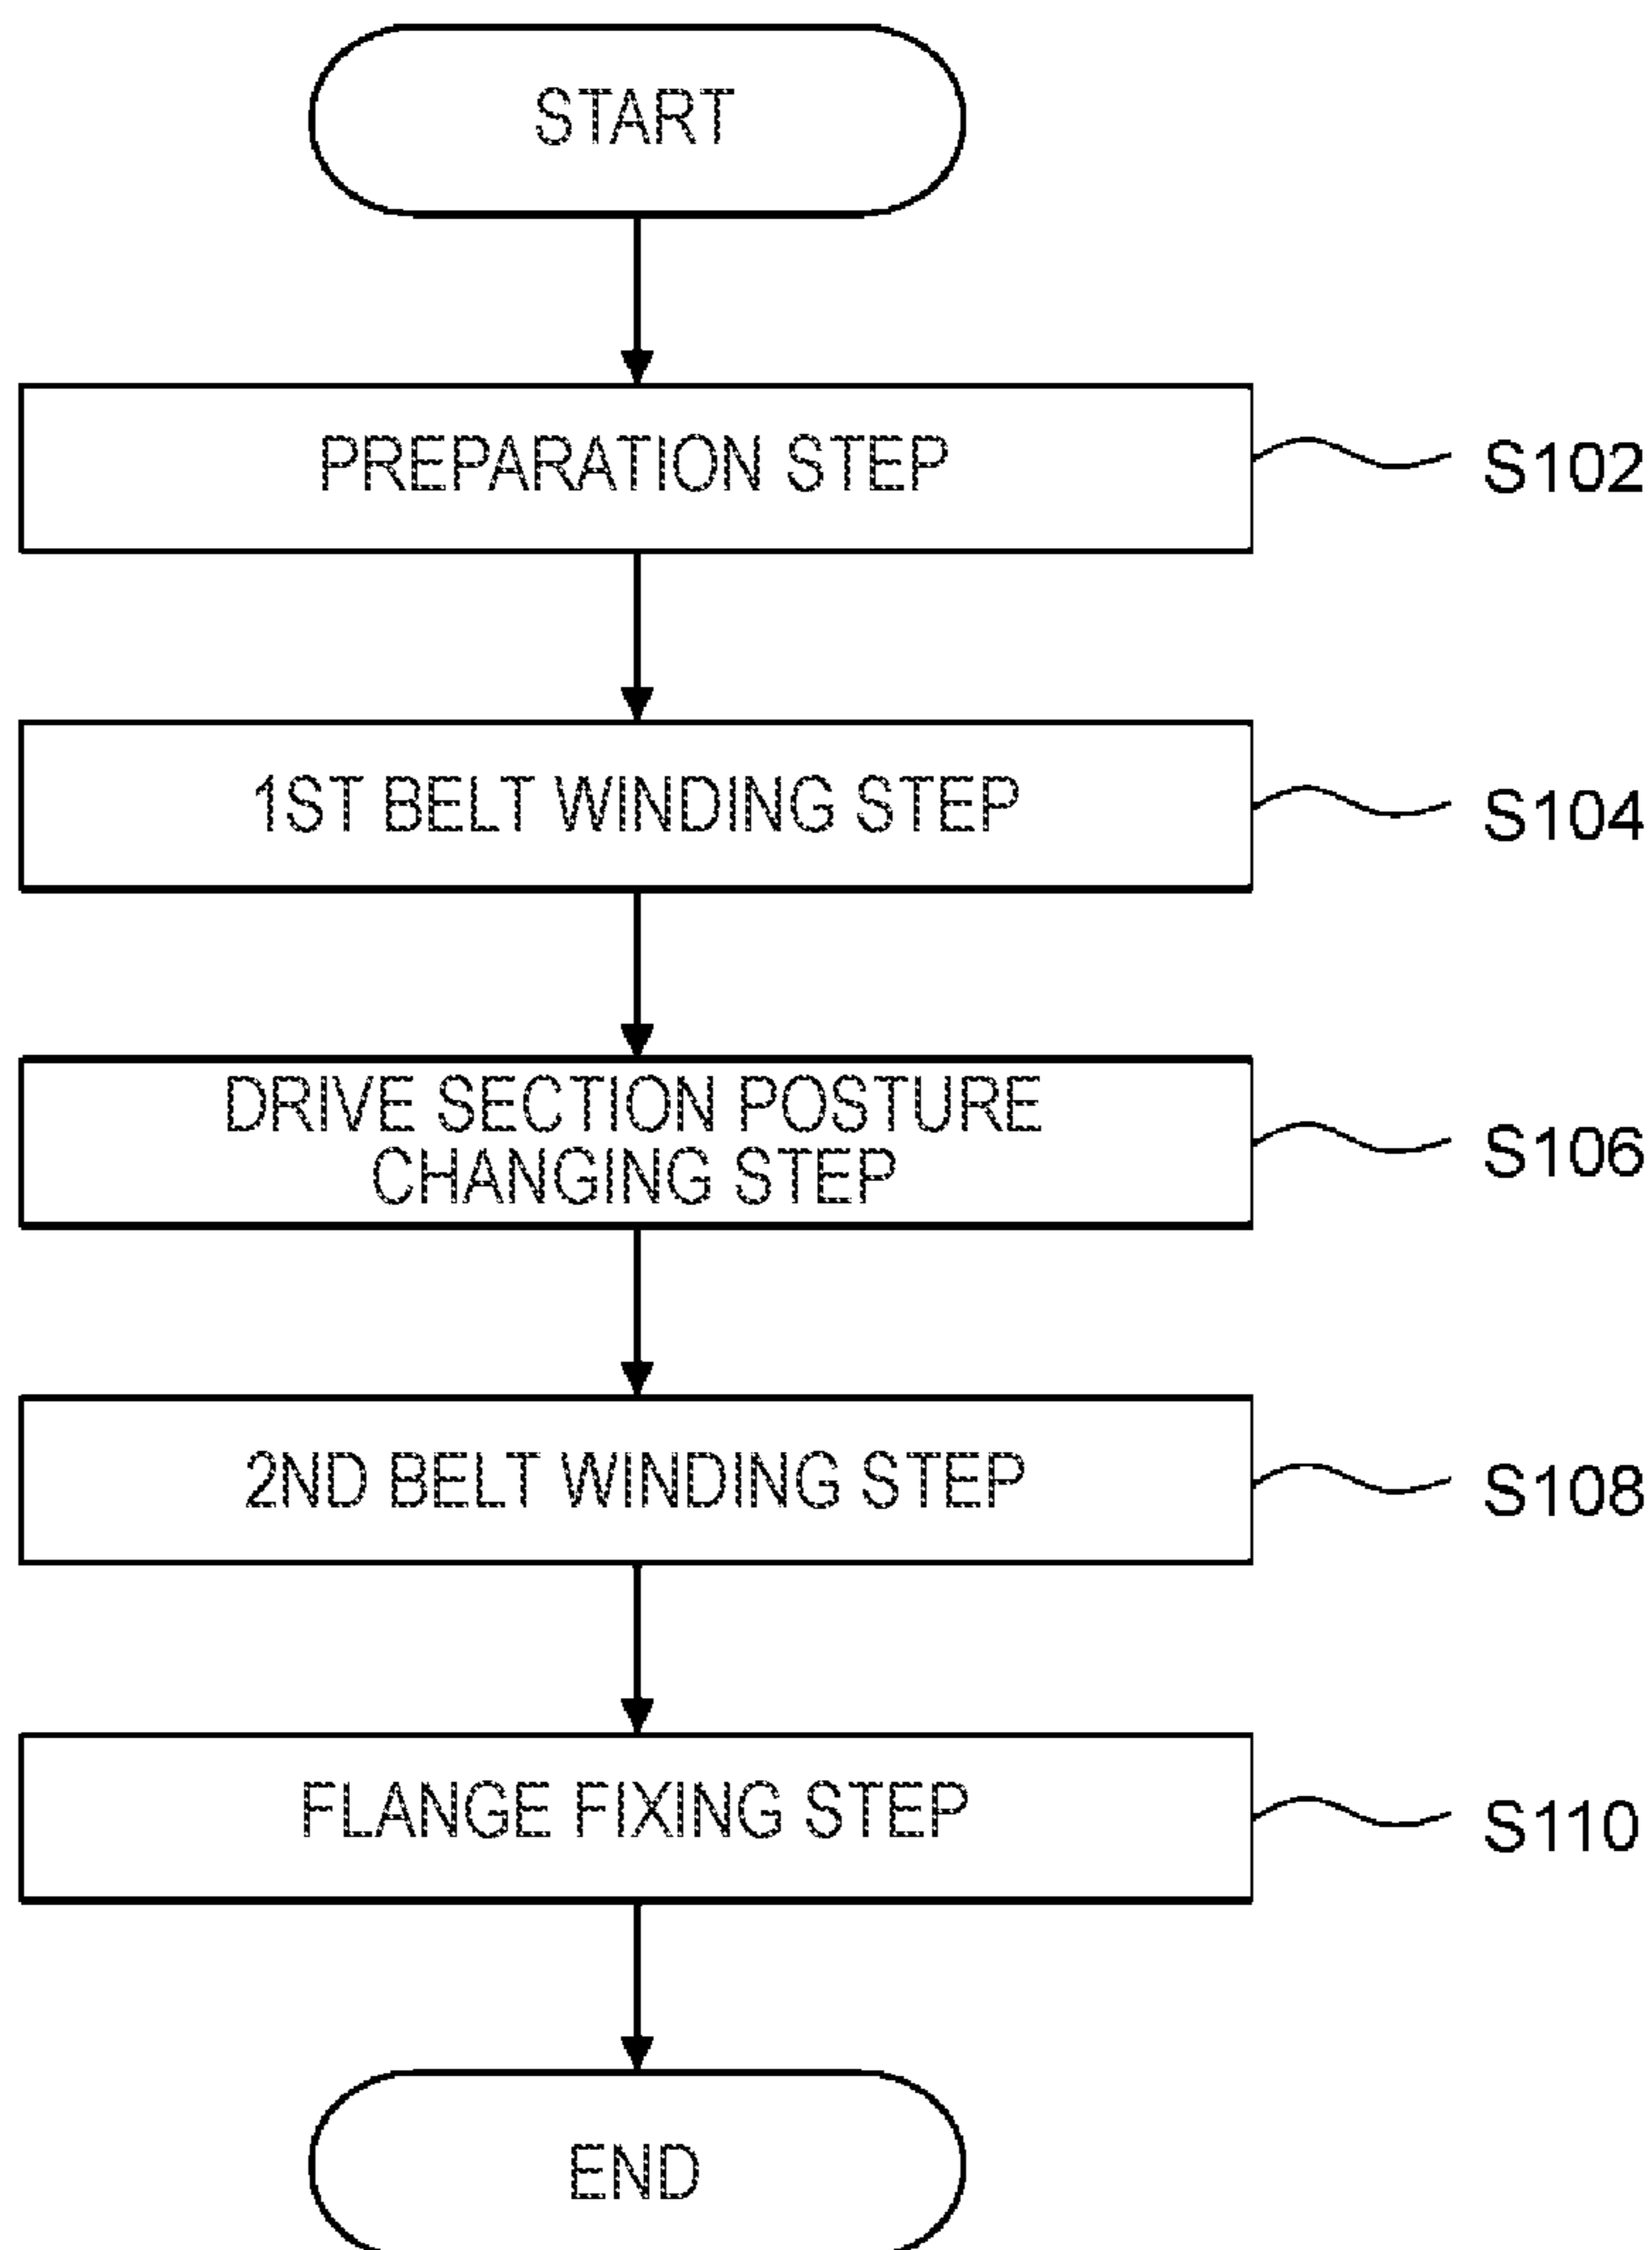 START
PREPARATION STEP
S102
1ST BELT WINDING STEP
S104
DRIVE SECTION POSTURE
CHANGING STEP
S106
2ND BELT WINDING STEP
S108
FLANGE FIXING STEP
S110
END